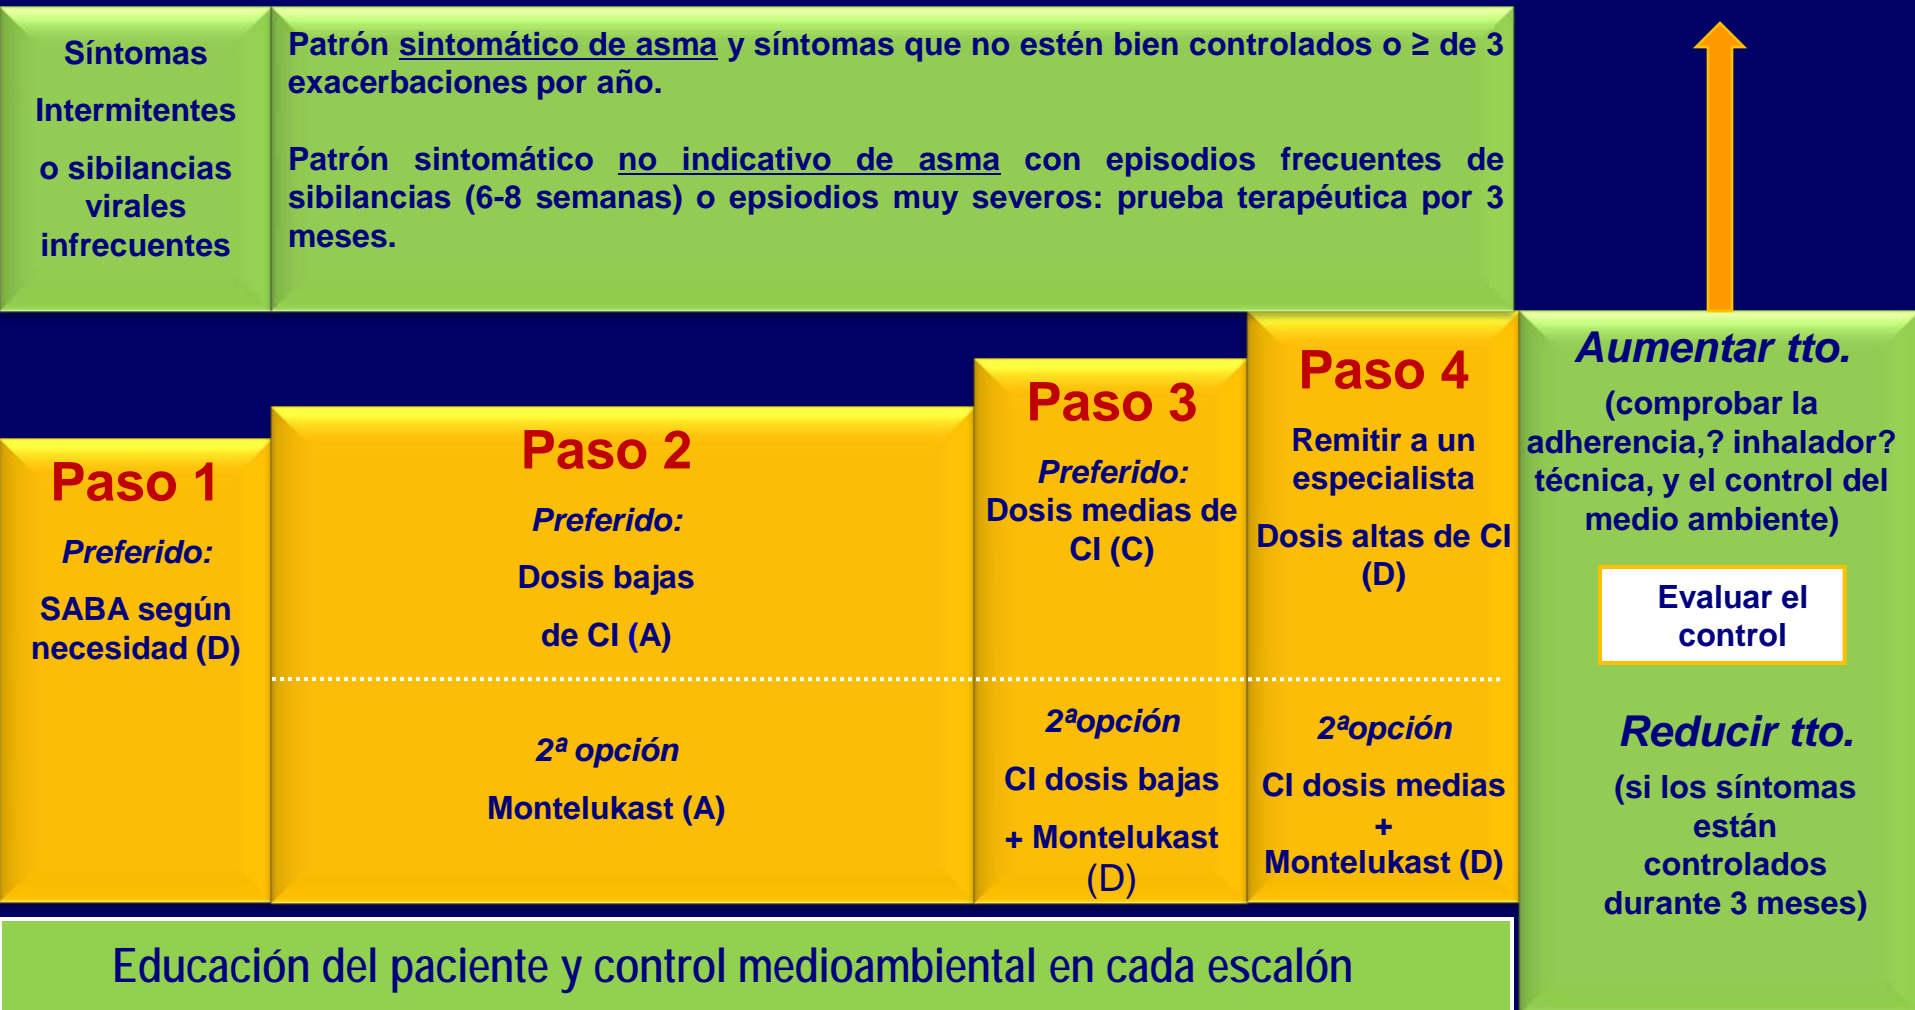 Síntomas
Intermitentes
o sibilancias
virales
infrecuentes
Patrón sintomático de asma y síntomas que no estén bien controlados o ≥ de 3
exacerbaciones por año.
Patrón sintomático no indicativo de asma con episodios frecuentes de
sibilancias (6-8 semanas) o epsiodios muy severos: prueba terapéutica por 3
meses.
Paso 1
Preferido:
SABA según
necesidad (D)
Paso 2
Preferido:
Dosis bajas
de CI (A)
2ª opción
Montelukast (A)
Paso 3
Preferido:
Dosis medias de
CI (C)
2ªopción
CI dosis bajas
+ Montelukast
(D)
Paso 4
Remitir a un
especialista
Dosis altas de CI
(D)
2ªopción
CI dosis medias
+
Montelukast (D)
Aumentar tto.
(comprobar la
adherencia,? inhalador?
técnica, y el control del
medio ambiente)
Evaluar el
control
Reducir tto.
(si los síntomas
están
controlados
durante 3 meses)
Educación del paciente y control medioambiental en cada escalón